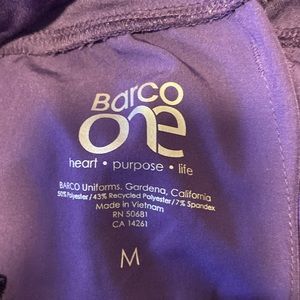 Barco
One
heart • purpose • life
BARCO Uniforms. Gardena, California
50% Polyester/43% Recycled Polyester/7% Spandex
Made in Vietnam
RN 50681
CA 14261
M